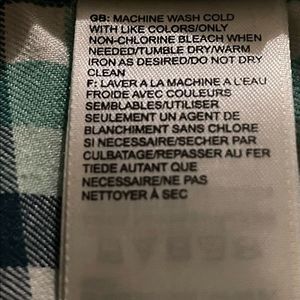 GB: MACHINE WASH COLD
WITH LIKE COLORS/ONLY
NON-CHLORINE BLEACH WHEN
NEEDED/TUMBLE DRY/WARM
IRON AS DESIRED/DO NOT DRY
CLEAN
F: LAVER A LA MACHINE A L'EAU
FROIDE AVEC COULEURS
SEMBLABLES/UTILISER
SEULEMENT UN AGENT DE
BLANCHIMENT SANS CHLORE
SI NECESSAIRE/SECHER PAR
CULBATAGE/REPASSER AU FER
TIEDE AUTANT QUE
NECESSAIRE/NE PAS
NETTOYER À SEC